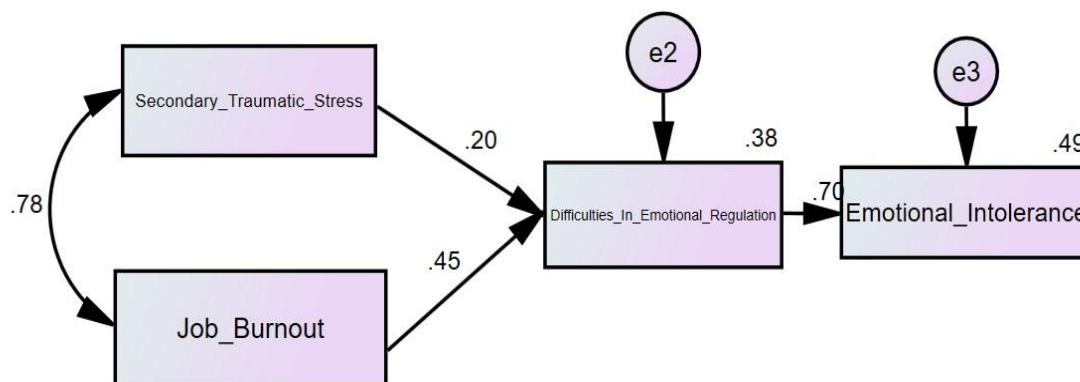 e2
e3
Secondary_Traumatic_Stress
.20
.38
.49
.78
.70
Difficulties_In_Emotional_Regulation
Emotional_Intolerance
.45
Job_Burnout